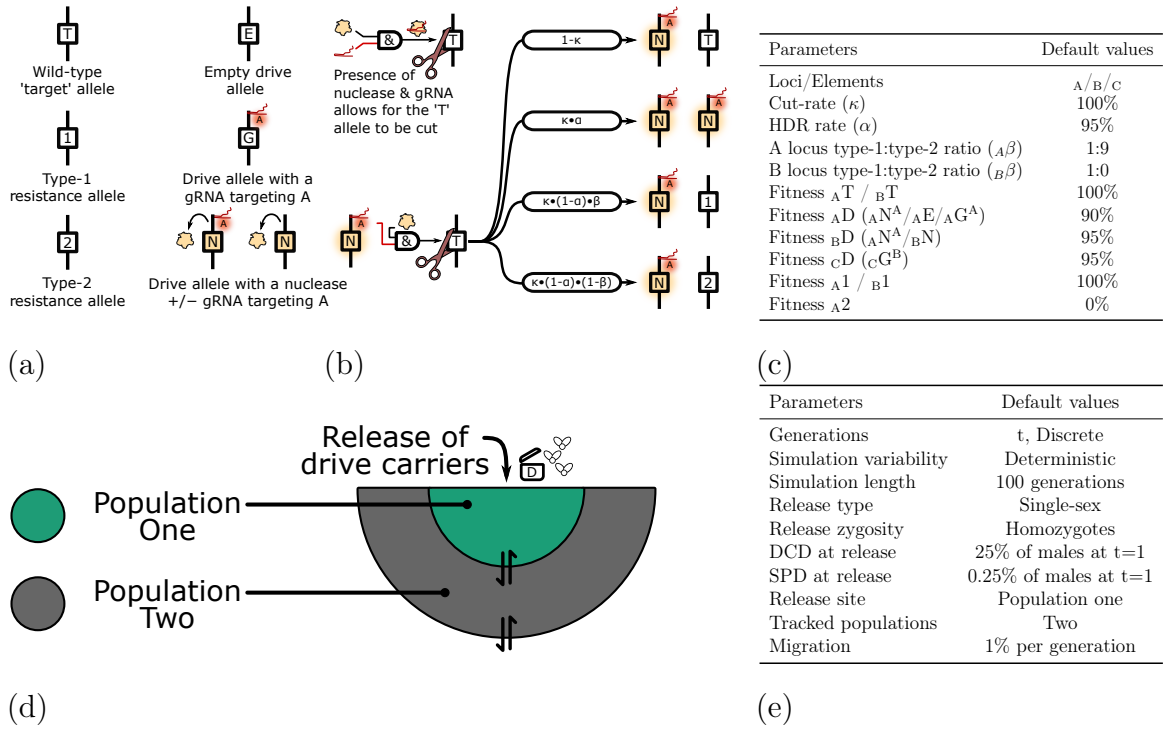 T
Wild-type
'target' allele
E
Empty drive
allele
1
Type-1
resistance allele
A
G
Drive allele with a
gRNA targeting A
2
Type-2
resistance allele
A
N
N
Drive allele with a nuclease
+/− gRNA targeting A
(a)
&
T
Presence of
nuclease & gRNA
allows for the 'T'
allele to be cut
A
N
&
T
1-κ
A
N
T
κ•α
A
N
A
N
κ•(1-α)•β
A
N
1
κ•(1-α)•(1-β)
A
N
2
(b)
Parameters Default values
Loci/Elements A/B/C
Cut-rate (κ) 100%
HDR rate (α) 95%
A locus type-1:type-2 ratio (Aβ) 1:9
B locus type-1:type-2 ratio (Bβ) 1:0
Fitness AT / BT 100%
Fitness AD (AN^A/AE/AG^A) 90%
Fitness BD (AN^A/BN) 95%
Fitness CD (CG^B) 95%
Fitness A1 / B1 100%
Fitness A2 0%
(c)
Release of
drive carriers
D
Population
One
Population
Two
(d)
Parameters Default values
Generations t, Discrete
Simulation variability Deterministic
Simulation length 100 generations
Release type Single-sex
Release zygosity Homozygotes
DCD at release 25% of males at t=1
SPD at release 0.25% of males at t=1
Release site Population one
Tracked populations Two
Migration 1% per generation
(e)